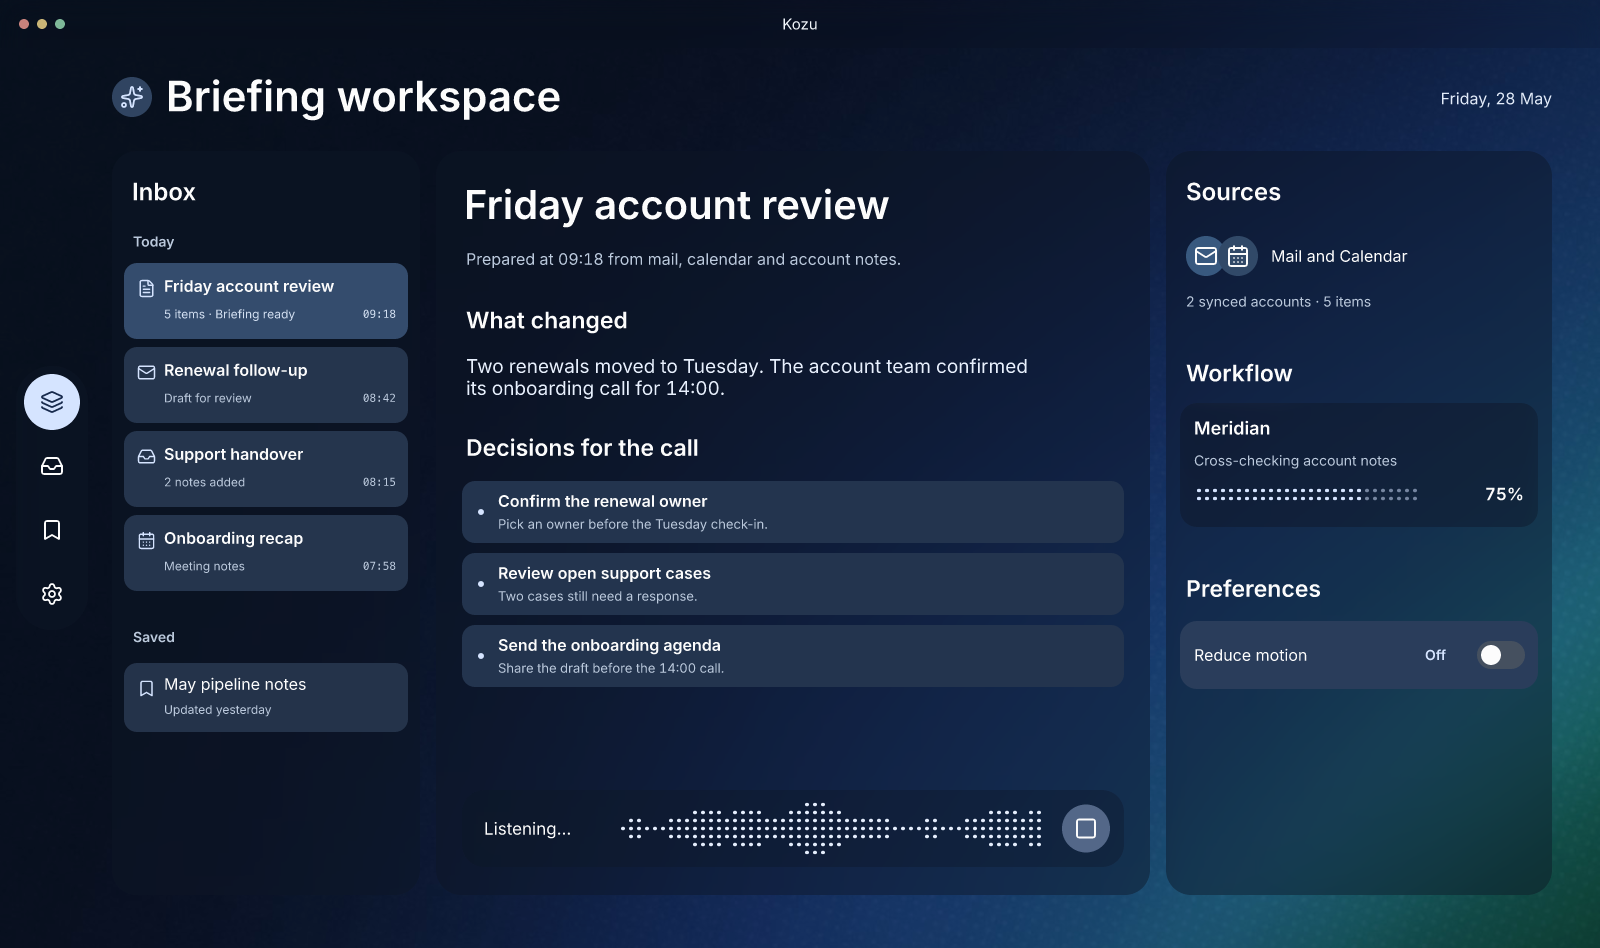 Kozu
Briefing workspace
Friday, 28 May
Inbox
Today
Friday account review
5 items · Briefing ready 09:18
Renewal follow-up
Draft for review 08:42
Support handover
2 notes added 08:15
Onboarding recap
Meeting notes 07:58
Saved
May pipeline notes
Updated yesterday
Friday account review
Prepared at 09:18 from mail, calendar and account notes.
What changed
Two renewals moved to Tuesday. The account team confirmed
its onboarding call for 14:00.
Decisions for the call
Confirm the renewal owner
Pick an owner before the Tuesday check-in.
Review open support cases
Two cases still need a response.
Send the onboarding agenda
Share the draft before the 14:00 call.
Listening...
Sources
Mail and Calendar
2 synced accounts · 5 items
Workflow
Meridian
Cross-checking account notes
75%
Preferences
Reduce motion Off